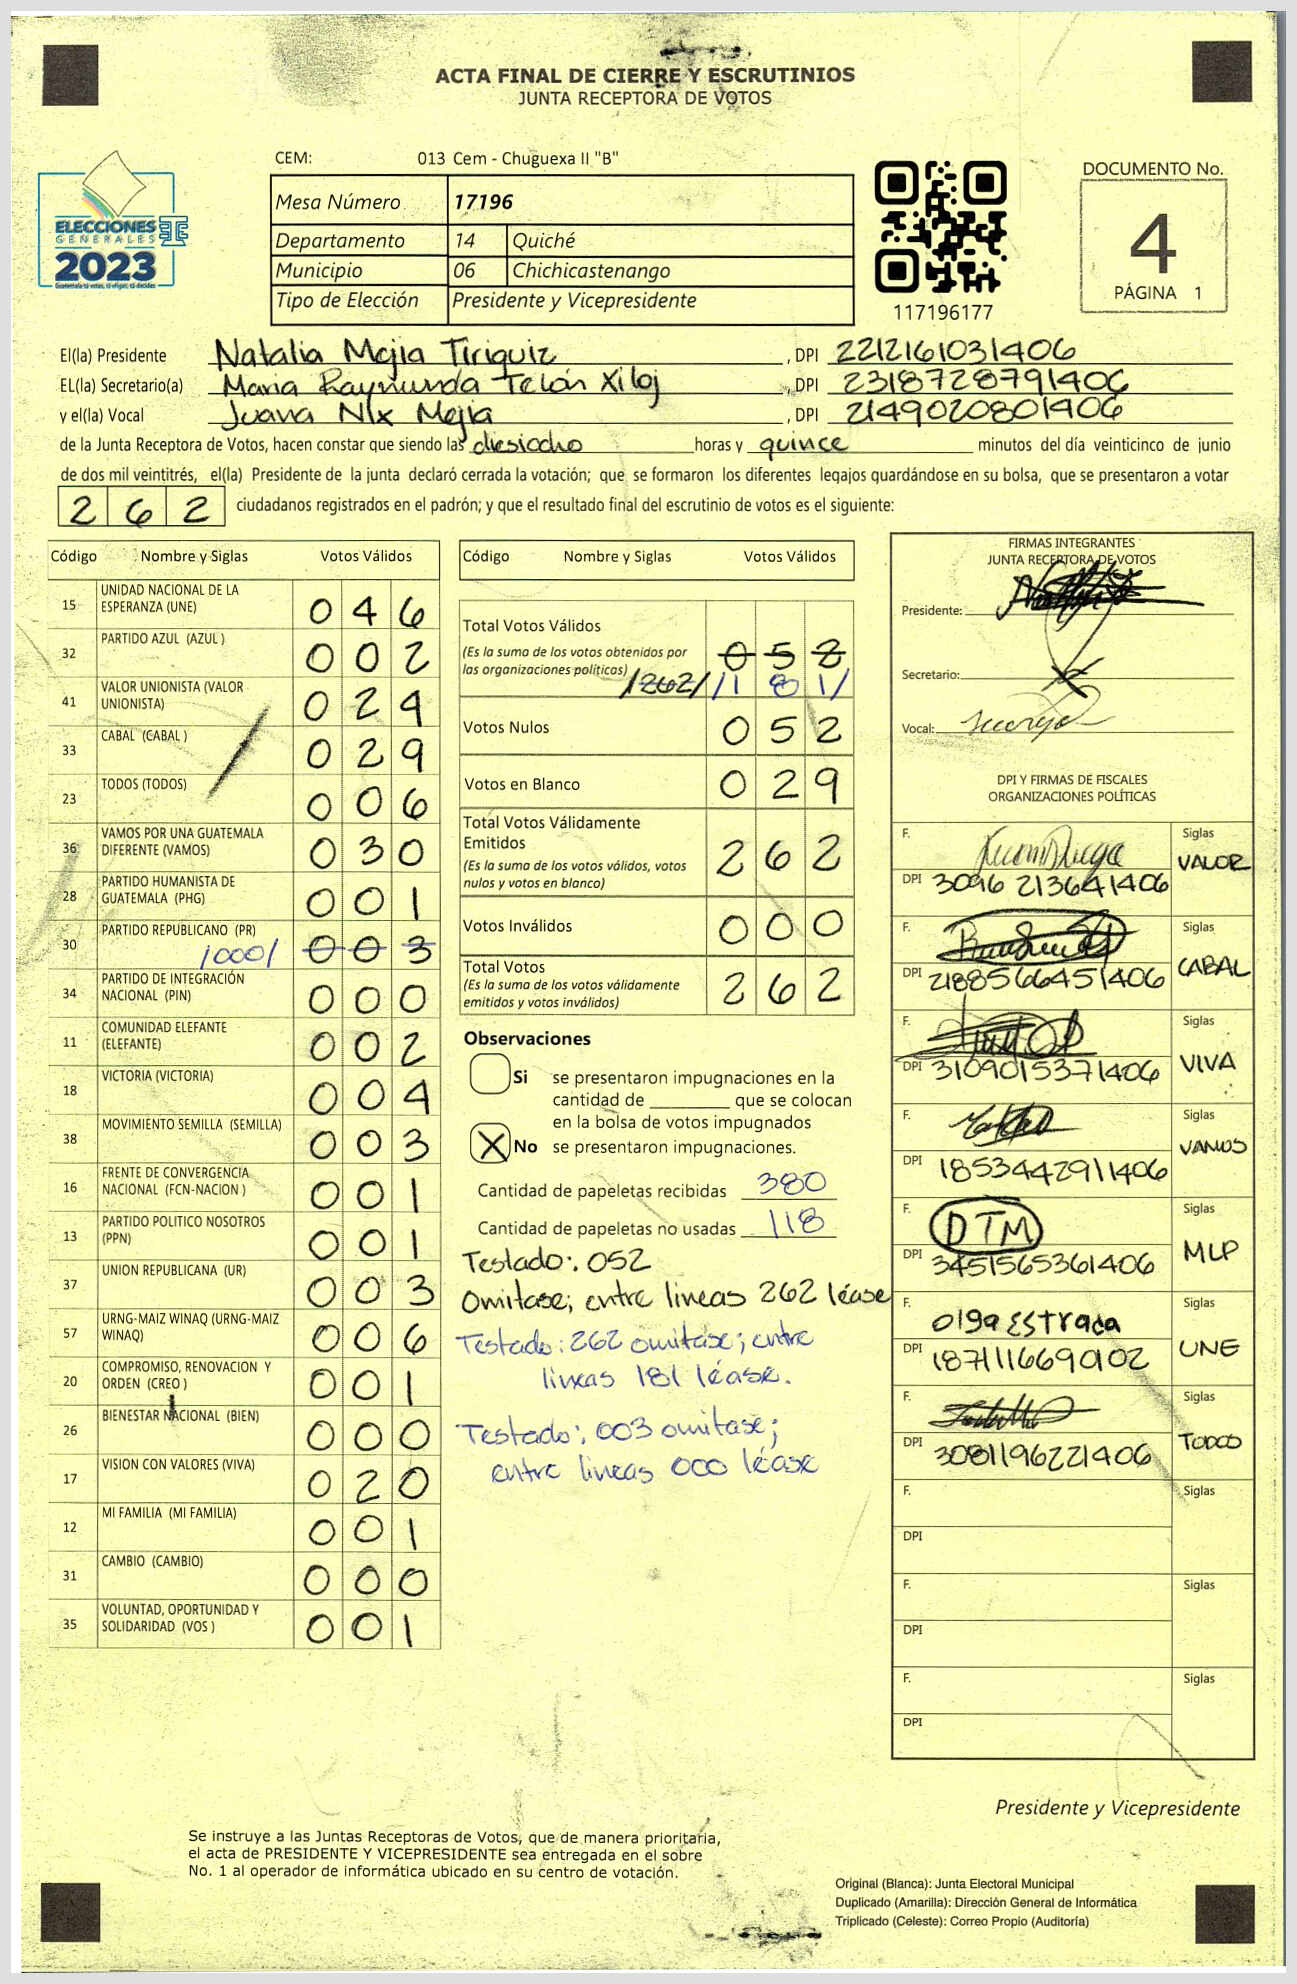 ACTA FINAL DE CIERRE Y ESCRUTINIOS
JUNTA RECEPTORA DE VOTOS
CEM: 013 Cem - Chuguexa II "B"
ELECCIONES
GENERALES
2023
Guatemala tú votas, tú eliges, tú decides
Mesa Número 17196
Departamento 14 Quiché
Municipio 06 Chichicastenango
Tipo de Elección Presidente y Vicepresidente
117196177
DOCUMENTO No.
4
PÁGINA 1
El(la) Presidente Natalia Mejia Tiriquiz, DPI 2212161031406
EL(la) Secretario(a) Maria Raymunda Telón Xiloj, DPI 2318728791406
y el(la) Vocal Juana Nix Mejia, DPI 2149020801406
de la Junta Receptora de Votos, hacen constar que siendo las diesiocho horas y quince minutos del día veinticinco de junio
de dos mil veintitrés, el(la) Presidente de la junta declaró cerrada la votación; que se formaron los diferentes legajos guardándose en su bolsa, que se presentaron a votar
262 ciudadanos registrados en el padrón; y que el resultado final del escrutinio de votos es el siguiente:
Código Nombre y Siglas Votos Válidos
15 UNIDAD NACIONAL DE LA ESPERANZA (UNE) 046
32 PARTIDO AZUL (AZUL ) 002
41 VALOR UNIONISTA (VALOR UNIONISTA) 024
33 CABAL (CABAL ) 029
23 TODOS (TODOS) 006
36 VAMOS POR UNA GUATEMALA DIFERENTE (VAMOS) 030
28 PARTIDO HUMANISTA DE GUATEMALA (PHG) 001
30 PARTIDO REPUBLICANO (PR) /000/ 003
34 PARTIDO DE INTEGRACIÓN NACIONAL (PIN) 000
11 COMUNIDAD ELEFANTE (ELEFANTE) 002
18 VICTORIA (VICTORIA) 004
38 MOVIMIENTO SEMILLA (SEMILLA) 003
16 FRENTE DE CONVERGENCIA NACIONAL (FCN-NACION ) 001
13 PARTIDO POLITICO NOSOTROS (PPN) 001
37 UNION REPUBLICANA (UR) 003
57 URNG-MAIZ WINAQ (URNG-MAIZ WINAQ) 006
20 COMPROMISO, RENOVACION Y ORDEN (CREO ) 001
26 BIENESTAR NACIONAL (BIEN) 000
17 VISION CON VALORES (VIVA) 020
12 MI FAMILIA (MI FAMILIA) 001
31 CAMBIO (CAMBIO) 000
35 VOLUNTAD, OPORTUNIDAD Y SOLIDARIDAD (VOS ) 001
Código Nombre y Siglas Votos Válidos
Total Votos Válidos
(Es la suma de los votos obtenidos por
las organizaciones políticas) 052
/262/ /181/
Votos Nulos 052
Votos en Blanco 029
Total Votos Válidamente
Emitidos 262
(Es la suma de los votos válidos, votos
nulos y votos en blanco)
Votos Inválidos 000
Total Votos 262
(Es la suma de los votos válidamente
emitidos y votos inválidos)
Observaciones
Si se presentaron impugnaciones en la
cantidad de ________ que se colocan
en la bolsa de votos impugnados
X No se presentaron impugnaciones.
Cantidad de papeletas recibidas 380
Cantidad de papeletas no usadas 118
Testado: 052
Omitase; entre lineas 262 léase
Testado: 262 omitase; entre
lineas 181 léase.
Testado: 003 omitase;
entre lineas 000 léase
FIRMAS INTEGRANTES
JUNTA RECEPTORA DE VOTOS
Presidente:
Secretario:
Vocal:
DPI Y FIRMAS DE FISCALES
ORGANIZACIONES POLÍTICAS
F. Siglas VALOR
DPI 3096 213641406
F. Siglas CABAL
DPI 2188566451406
F. Siglas VIVA
DPI 3109015371406
F. Siglas VAMOS
DPI 1853442911406
F. DTM Siglas MLP
DPI 3451565361406
F. Olga Estrada Siglas UNE
DPI 1871116690102
F. Siglas TODOS
DPI 3081196221406
F. Siglas
DPI
F. Siglas
DPI
F. Siglas
DPI
Presidente y Vicepresidente
Se instruye a las Juntas Receptoras de Votos, que de manera prioritaria,
el acta de PRESIDENTE Y VICEPRESIDENTE sea entregada en el sobre
No. 1 al operador de informática ubicado en su centro de votación.
Original (Blanca): Junta Electoral Municipal
Duplicado (Amarilla): Dirección General de Informática
Triplicado (Celeste): Correo Propio (Auditoría)